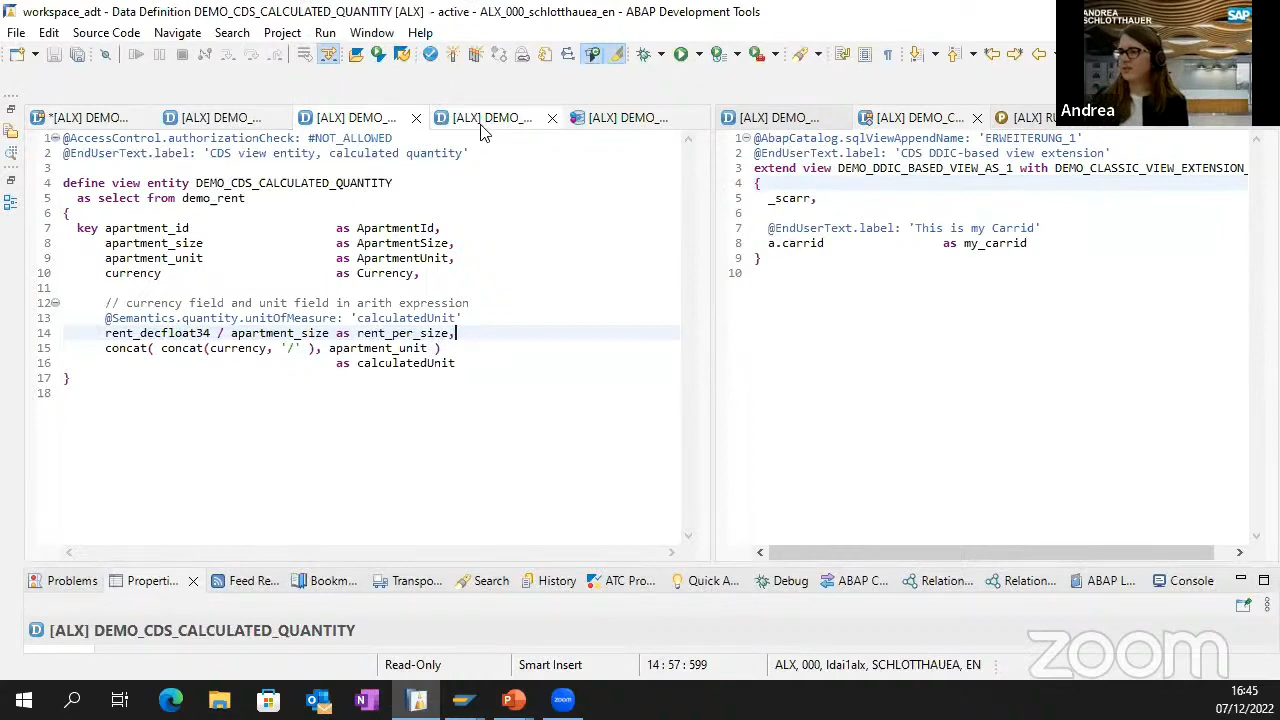 workspace_adt - Data Definition DEMO_CDS_CALCULATED_QUANTITY [ALX] - active - ALX_000_schlotthauea_en - ABAP Development Tools
File Edit Source Code Navigate Search Project Run Window Help
ANDREA
SCHLOTTHAUER
SAP
Andrea
*[ALX] DEMO... [ALX] DEMO_... [ALX] DEMO_... [ALX] DEMO_... [ALX] DEMO_... [ALX] DEMO_... [ALX] DEMO_C... [ALX] RU
1 @AccessControl.authorizationCheck: #NOT_ALLOWED
2 @EndUserText.label: 'CDS view entity, calculated quantity'
3
4 define view entity DEMO_CDS_CALCULATED_QUANTITY
5 as select from demo_rent
6 {
7 key apartment_id as ApartmentId,
8 apartment_size as ApartmentSize,
9 apartment_unit as ApartmentUnit,
10 currency as Currency,
11
12 // currency field and unit field in arith expression
13 @Semantics.quantity.unitOfMeasure: 'calculatedUnit'
14 rent_decfloat34 / apartment_size as rent_per_size,
15 concat( concat(currency, '/' ), apartment_unit )
16 as calculatedUnit
17 }
18
1 @AbapCatalog.sqlViewAppendName: 'ERWEITERUNG_1'
2 @EndUserText.label: 'CDS DDIC-based view extension'
3 extend view DEMO_DDIC_BASED_VIEW_AS_1 with DEMO_CLASSIC_VIEW_EXTENSION_
4 {
5 _scarr,
6
7 @EndUserText.label: 'This is my Carrid'
8 a.carrid as my_carrid
9 }
10
Problems Properti... Feed Re... Bookm... Transpo... Search History ATC Pro... Quick A... Debug ABAP C... Relation... Relation... ABAP L... Console
[ALX] DEMO_CDS_CALCULATED_QUANTITY
zoom
Read-Only Smart Insert 14 : 57 : 599 ALX, 000, ldai1alx, SCHLOTTHAUEA, EN
zoom
16:45
07/12/2022